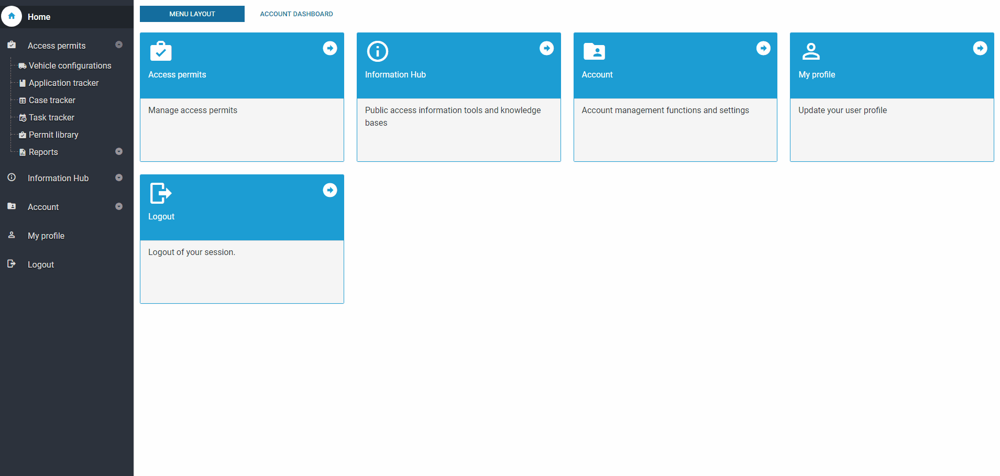 Home
Access permits
Vehicle configurations
Application tracker
Case tracker
Task tracker
Permit library
Reports
Information Hub
Account
My profile
Logout
MENU LAYOUT
ACCOUNT DASHBOARD
Access permits
Manage access permits
Information Hub
Public access information tools and knowledge
bases
Account
Account management functions and settings
My profile
Update your user profile
Logout
Logout of your session.